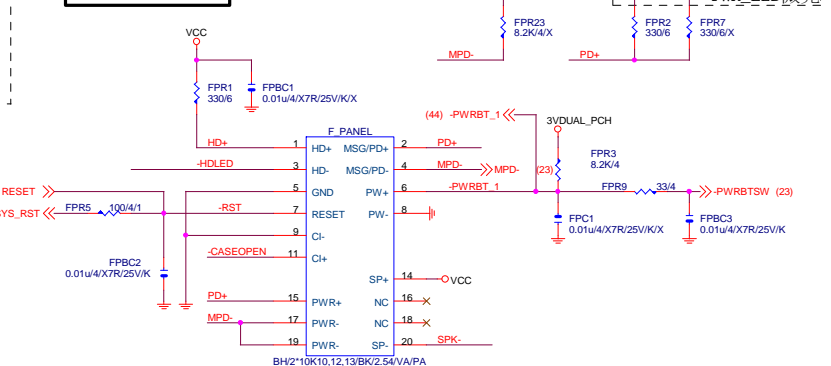 FPR23
8.2K/4/X
FPR2
330/6
FPR7
330/6/X
MPD-
PD+
VCC
FPR1
330/6
FPBC1
0.01u/4/X7R/25V/K/X
(44) -PWRBT_1
3VDUAL_PCH
F_PANEL
HD+ 1 HD+ MSG/PD+ 2 PD+
-HDLED 3 HD- MSG/PD- 4 MPD- MPD- (23)
FPR3
8.2K/4
5 GND PW+ 6 -PWRBT_1
FPR9 33/4 -PWRBTSW (23)
RESET
SYS_RST FPR5 100/4/1 -RST 7 RESET PW- 8
FPC1
0.01u/4/X7R/25V/K/X
FPBC3
0.01u/4/X7R/25V/K
9 CI-
-CASEOPEN 11 CI+
FPBC2
0.01u/4/X7R/25V/K
SP+ 14 VCC
PD+ 15 PWR+ NC 16
MPD- 17 PWR- NC 18
19 PWR- SP- 20 SPK-
BH/2*10K10,12,13/BK/2.54/VA/PA